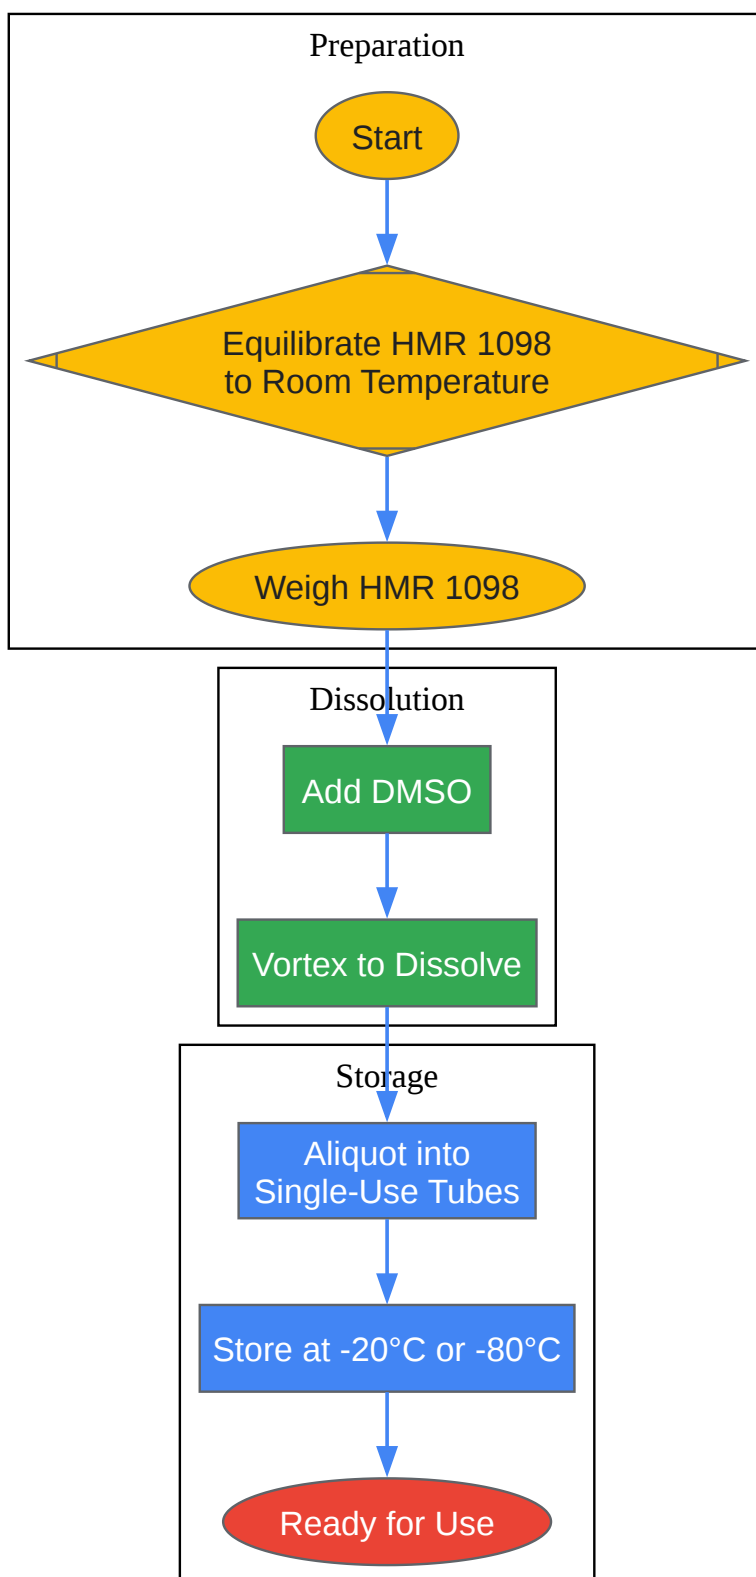 Preparation
Start
Equilibrate HMR 1098
to Room Temperature
Weigh HMR 1098
Dissolution
Add DMSO
Vortex to Dissolve
Storage
Aliquot into
Single-Use Tubes
Store at -20°C or -80°C
Ready for Use